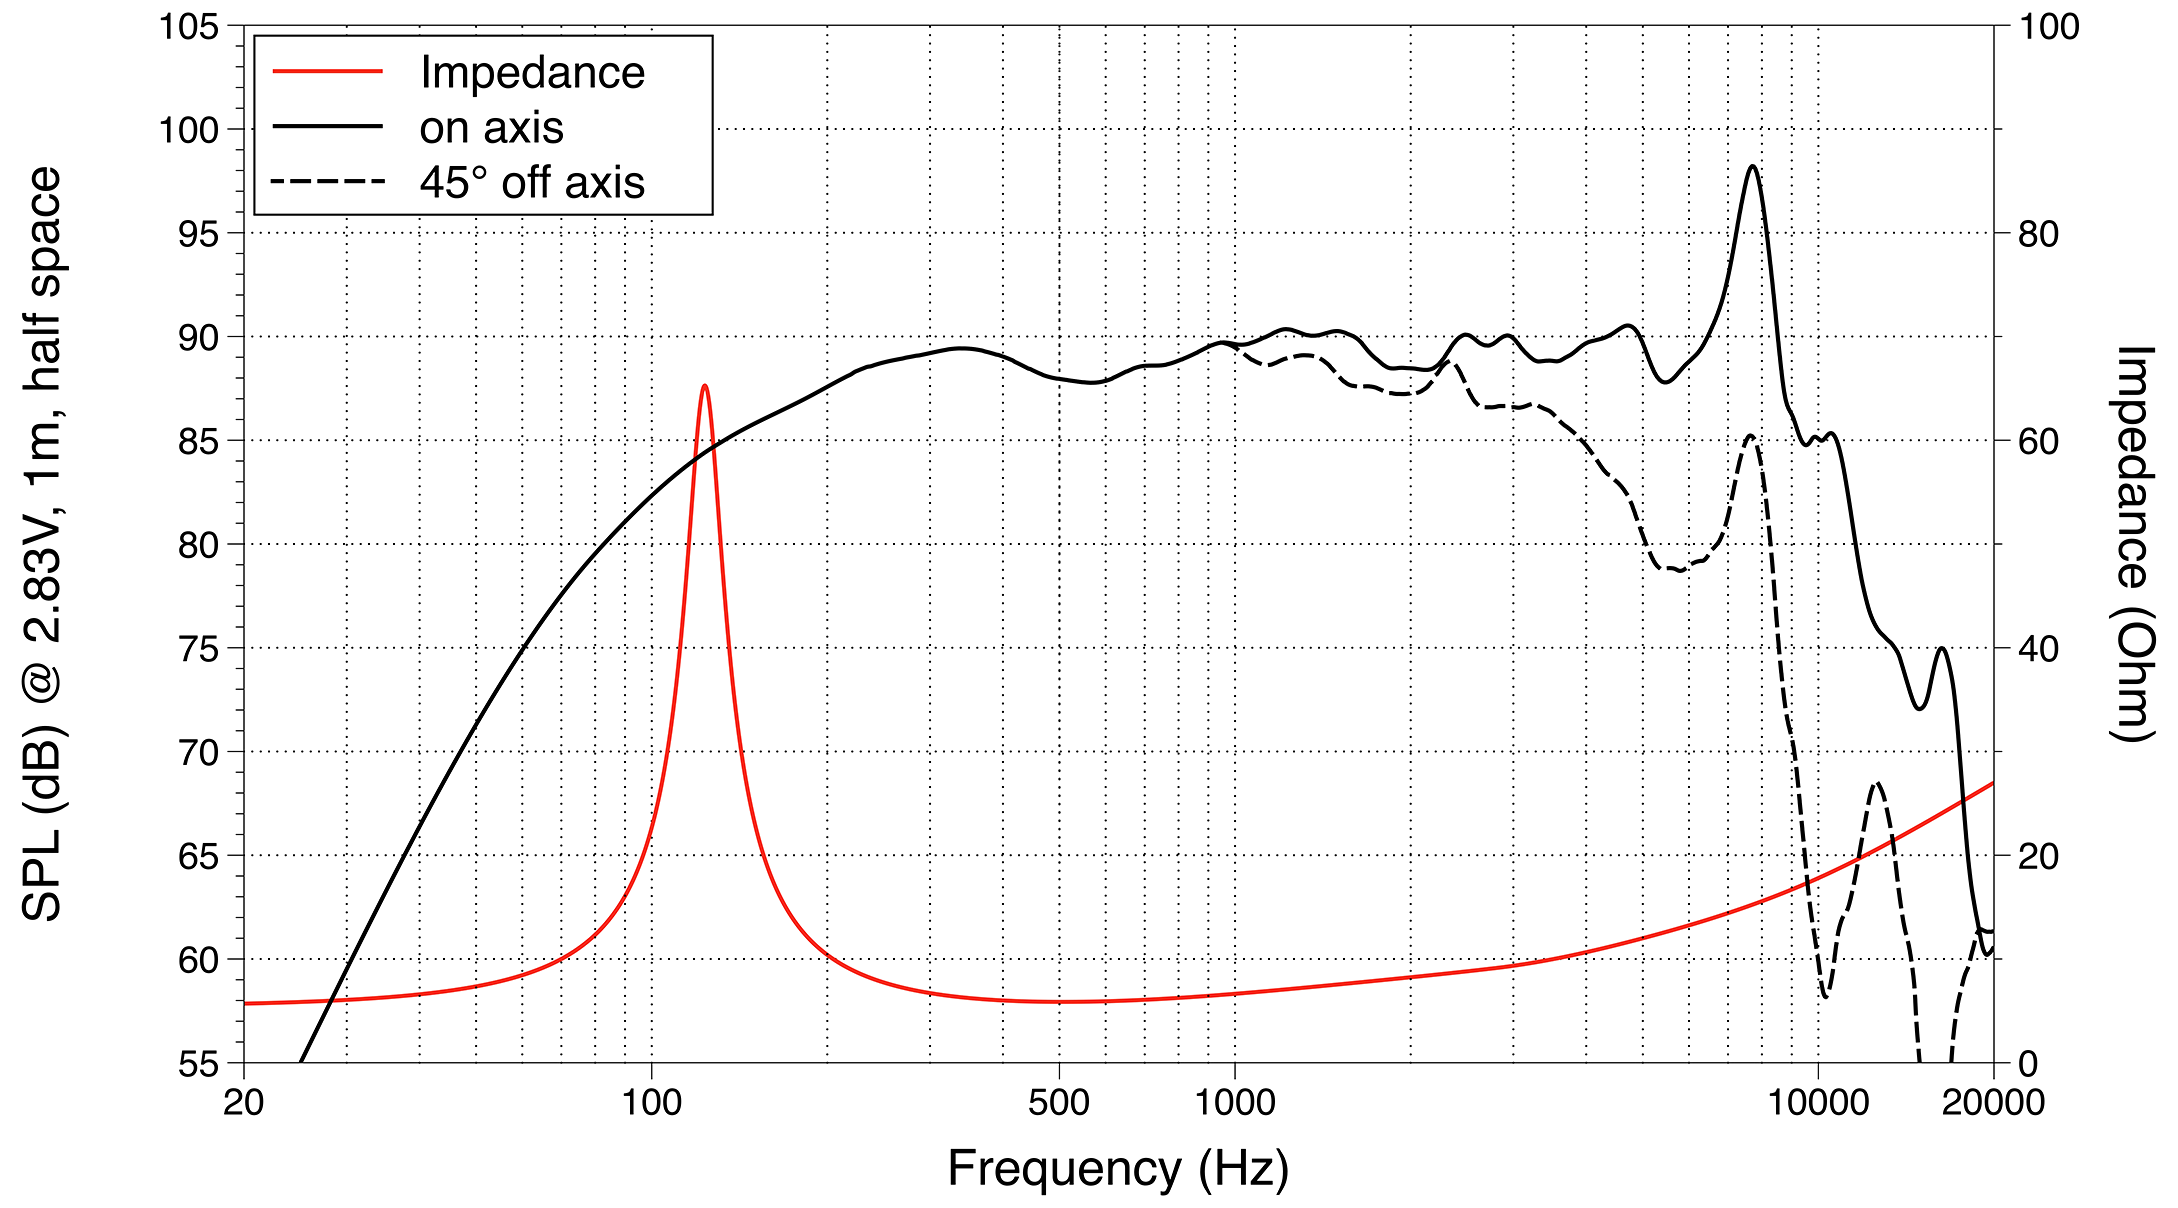 SPL (dB) @ 2.83V, 1m, half space
105
100
95
90
85
80
75
70
65
60
55
Impedance
on axis
45° off axis
100
80
60
40
20
0
Impedance (Ohm)
20 100 500 1000 10000 20000
Frequency (Hz)